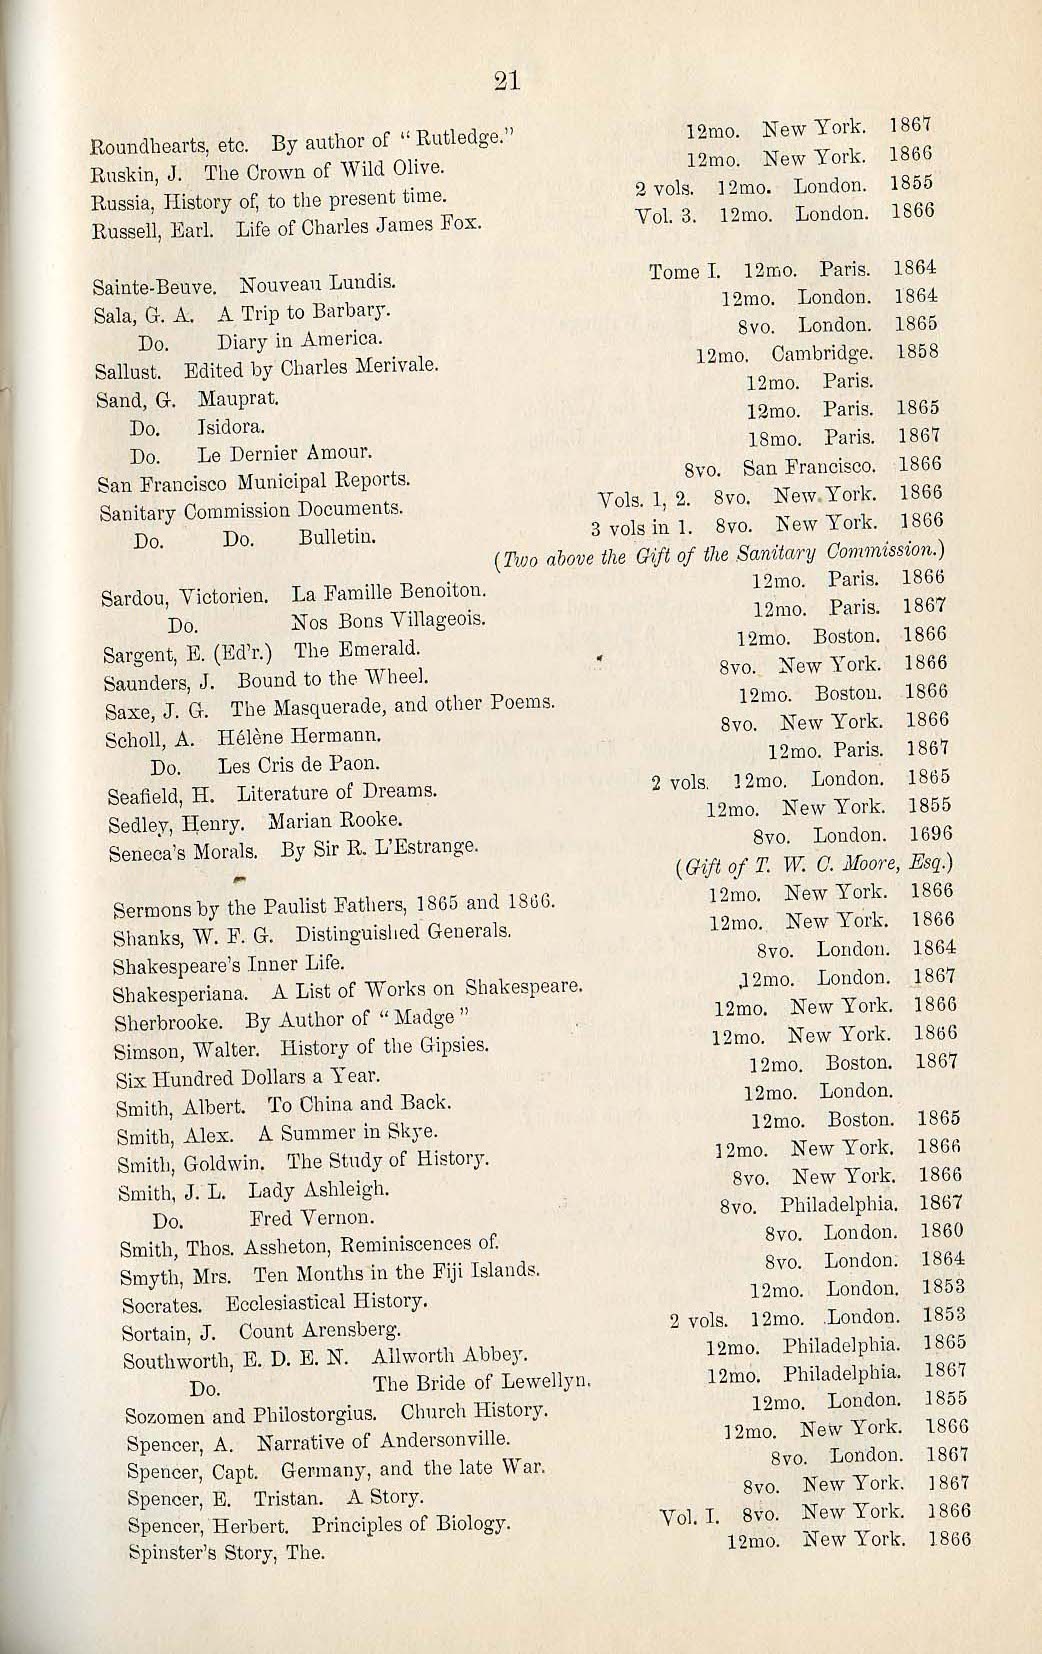 21
Roundhearts, etc. By author of “Rutledge.” 12mo. New York. 1867
Ruskin, J. The Crown of Wild Olive. 12mo. New York. 1866
Russia, History of, to the present time. 2 vols. 12mo. London. 1855
Russell, Earl. Life of Charles James Fox. Vol. 3. 12mo. London. 1866
Sainte-Beuve. Nouveau Lundis. Tome I. 12mo. Paris. 1864
Sala, G. A. A Trip to Barbary. 12mo. London. 1864
Do. Diary in America. 8vo. London. 1865
Sallust. Edited by Charles Merivale. 12mo. Cambridge. 1858
Sand, G. Mauprat. 12mo. Paris.
Do. Isidora. 12mo. Paris. 1865
Do. Le Dernier Amour. 18mo. Paris. 1867
San Francisco Municipal Reports. 8vo. San Francisco. 1866
Sanitary Commission Documents. Vols. 1, 2. 8vo. New York. 1866
Do. Do. Bulletin. 3 vols in 1. 8vo. New York. 1866
(Two above the Gift of the Sanitary Commission.)
Sardou, Victorien. La Famille Benoiton. 12mo. Paris. 1866
Do. Nos Bons Villageois. 12mo. Paris. 1867
Sargent, E. (Ed'r.) The Emerald. 12mo. Boston. 1866
Saunders, J. Bound to the Wheel. 8vo. New York. 1866
Saxe, J. G. The Masquerade, and other Poems. 12mo. Boston. 1866
Scholl, A. Hélène Hermann. 8vo. New York. 1866
Do. Les Cris de Paon. 12mo. Paris. 1867
Seafield, H. Literature of Dreams. 2 vols. 12mo. London. 1865
Sedley, Henry. Marian Rooke. 12mo. New York. 1855
Seneca's Morals. By Sir R. L'Estrange. 8vo. London. 1696
(Gift of T. W. C. Moore, Esq.)
Sermons by the Paulist Fathers, 1865 and 1866. 12mo. New York. 1866
Shanks, W. F. G. Distinguished Generals. 12mo. New York. 1866
Shakespeare's Inner Life. 8vo. London. 1864
Shakesperiana. A List of Works on Shakespeare. 12mo. London. 1867
Sherbrooke. By Author of “Madge” 12mo. New York. 1866
Simson, Walter. History of the Gipsies. 12mo. New York. 1866
Six Hundred Dollars a Year. 12mo. Boston. 1867
Smith, Albert. To China and Back. 12mo. London.
Smith, Alex. A Summer in Skye. 12mo. Boston. 1865
Smith, Goldwin. The Study of History. 12mo. New York. 1866
Smith, J. L. Lady Ashleigh. 8vo. New York. 1866
Do. Fred Vernon. 8vo. Philadelphia. 1867
Smith, Thos. Assheton, Reminiscences of. 8vo. London. 1860
Smyth, Mrs. Ten Months in the Fiji Islands. 8vo. London. 1864
Socrates. Ecclesiastical History. 12mo. London. 1853
Sortain, J. Count Arensberg. 2 vols. 12mo. London. 1853
Southworth, E. D. E. N. Allworth Abbey. 12mo. Philadelphia. 1865
Do. The Bride of Lewellyn. 12mo. Philadelphia. 1867
Sozomen and Philostorgius. Church History. 12mo. London. 1855
Spencer, A. Narrative of Andersonville. 12mo. New York. 1866
Spencer, Capt. Germany, and the late War. 8vo. London. 1867
Spencer, E. Tristan. A Story. 8vo. New York. 1867
Spencer, Herbert. Principles of Biology. Vol. I. 8vo. New York. 1866
Spinster's Story, The. 12mo. New York. 1866